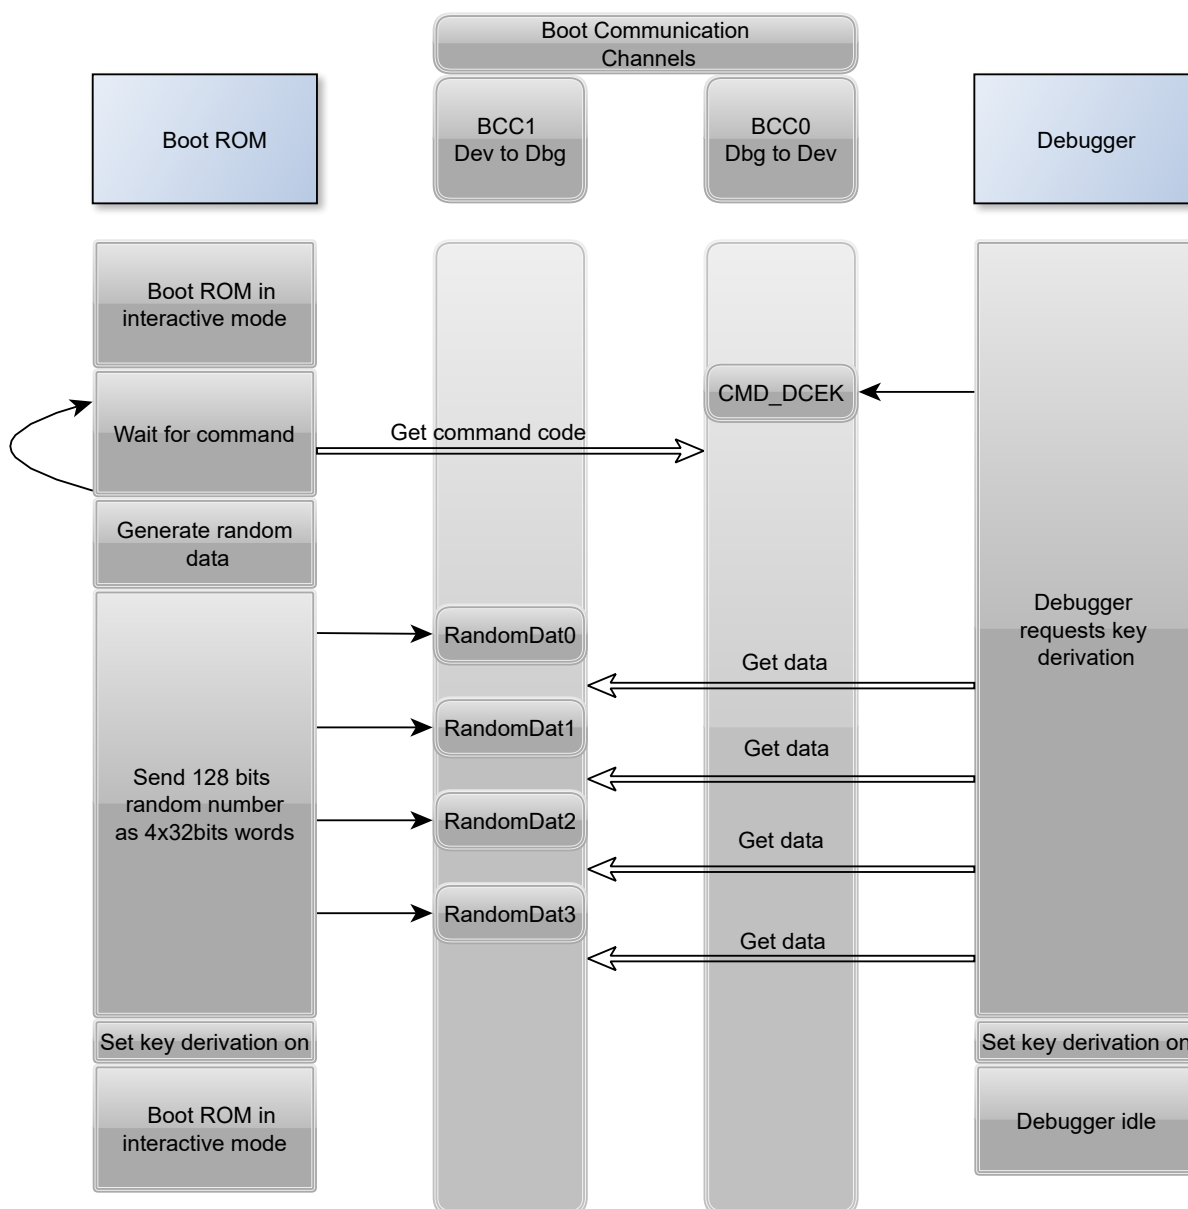 Boot Communication
Channels
Boot ROM
BCC1
Dev to Dbg
BCC0
Dbg to Dev
Debugger
Boot ROM in
interactive mode
CMD_DCEK
Wait for command
Get command code
Generate random
data
Debugger
requests key
derivation
RandomDat0
Get data
RandomDat1
Get data
Send 128 bits
random number
as 4x32bits words
RandomDat2
Get data
RandomDat3
Get data
Set key derivation on
Set key derivation on
Boot ROM in
interactive mode
Debugger idle